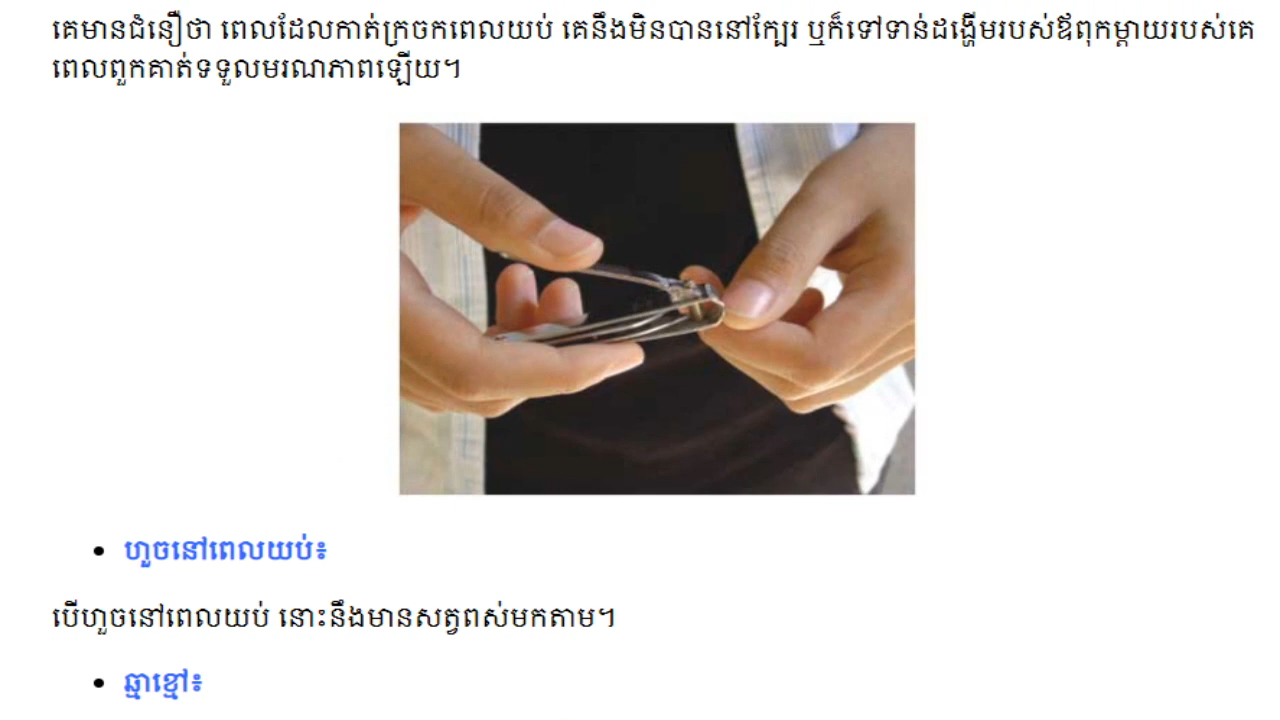 គេមានជំនឿថា ពេលដែលកាត់ក្រចកពេលយប់ គេនឹងមិនបាននៅក្បែរ ឬក៏ទៅទាន់ដង្ហើមរបស់ឪពុកម្តាយរបស់គេ
ពេលពួកគាត់ទទួលមរណភាពឡើយ។
• ហួចនៅពេលយប់៖
បើហួចនៅពេលយប់ នោះនឹងមានសត្វពស់មកតាម។
• ឆ្មាខ្មៅ៖